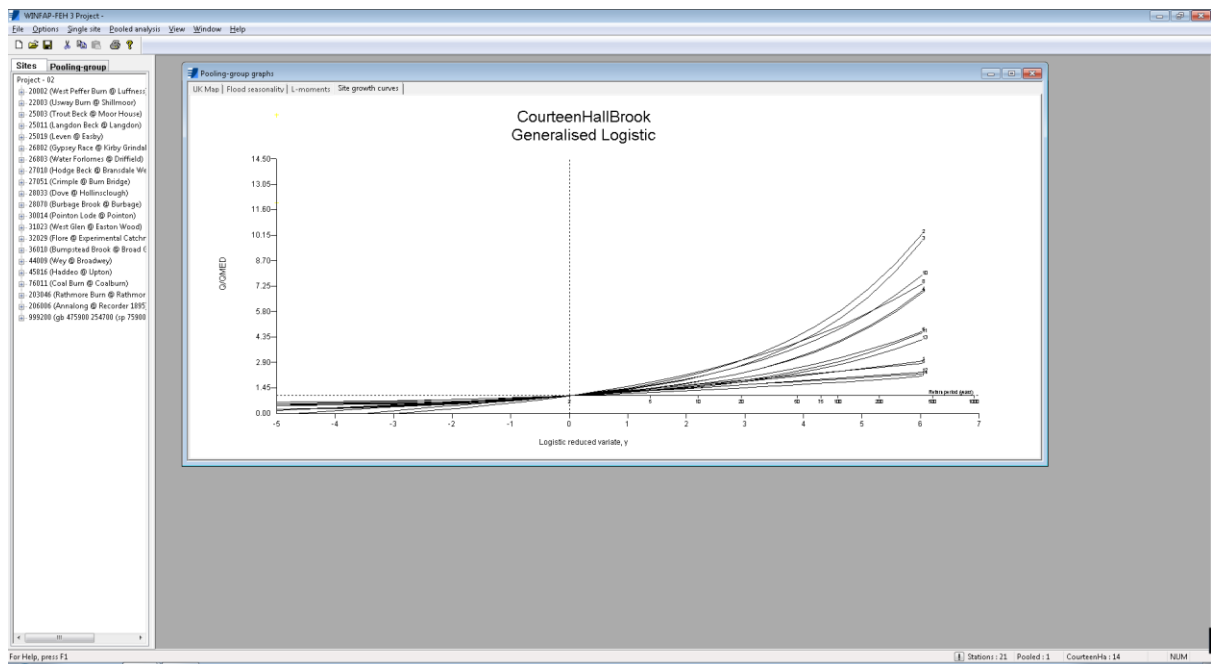 WINFAP-FEH 3 Project -
File Options Single site Pooled analysis View Window Help
Sites Pooling-group
Project - 02
20002 (West Peffer Burn @ Luffness)
22003 (Usway Burn @ Shillmoor)
25003 (Trout Beck @ Moor House)
25011 (Langdon Beck @ Langdon)
25019 (Leven @ Easby)
26802 (Gypsey Race @ Kirby Grindal
26803 (Water Forlornes @ Driffield)
27010 (Hodge Beck @ Bransdale We
27051 (Crimple @ Burn Bridge)
28033 (Dove @ Hollinsclough)
28070 (Burbage Brook @ Burbage)
30014 (Pointon Lode @ Pointon)
31023 (West Glen @ Easton Wood)
32029 (Flore @ Experimental Catchm
36010 (Bumpstead Brook @ Broad G
44009 (Wey @ Broadwey)
45816 (Haddeo @ Upton)
76011 (Coal Burn @ Coalburn)
203046 (Rathmore Burn @ Rathmor
206006 (Annalong @ Recorder 1895)
999200 (gb 475900 254700 (sp 75900
Pooling-group graphs
UK Map Flood seasonality L-moments Site growth curves
CourteenHallBrook
Generalised Logistic
14.50
13.05
11.60
10.15
8.70
7.25
5.80
4.35
2.90
1.45
0.00
Q/QMED
Return period (years)
10 20 50 100 200 500 1000
-5 -4 -3 -2 -1 0 1 2 3 4 5 6 7
Logistic reduced variate, y
For Help, press F1
Stations : 21 Pooled : 1 CourteenHa : 14 NUM